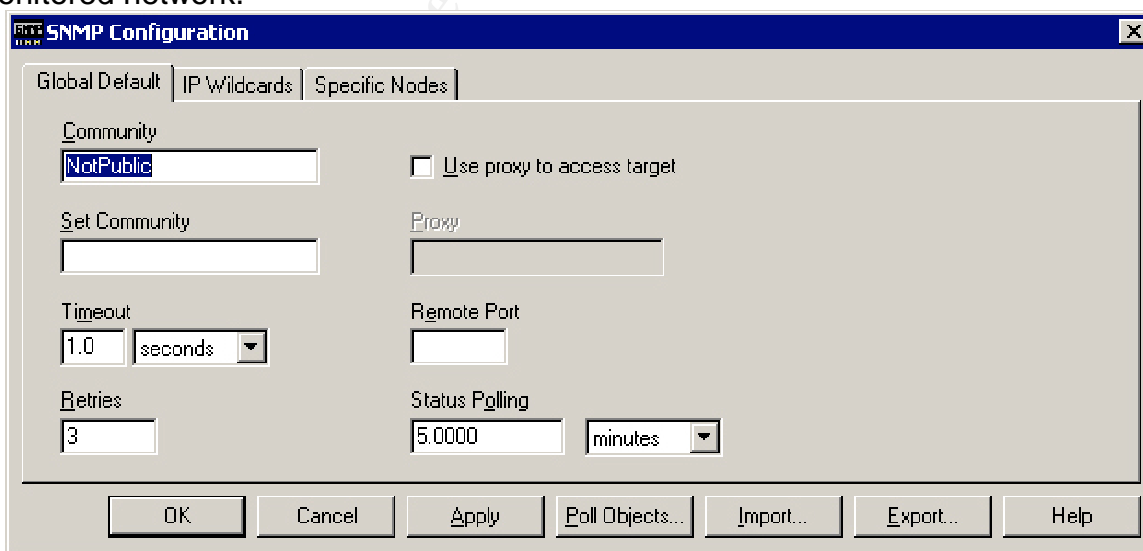 network.
SNMP Configuration
Global Default IP Wildcards Specific Nodes
Community
NotPublic
Use proxy to access target
Set Community Proxy
Timeout Remote Port
1.0 seconds
Retries Status Polling
3 5.0000 minutes
OK Cancel Apply Poll Objects... Import... Export... Help